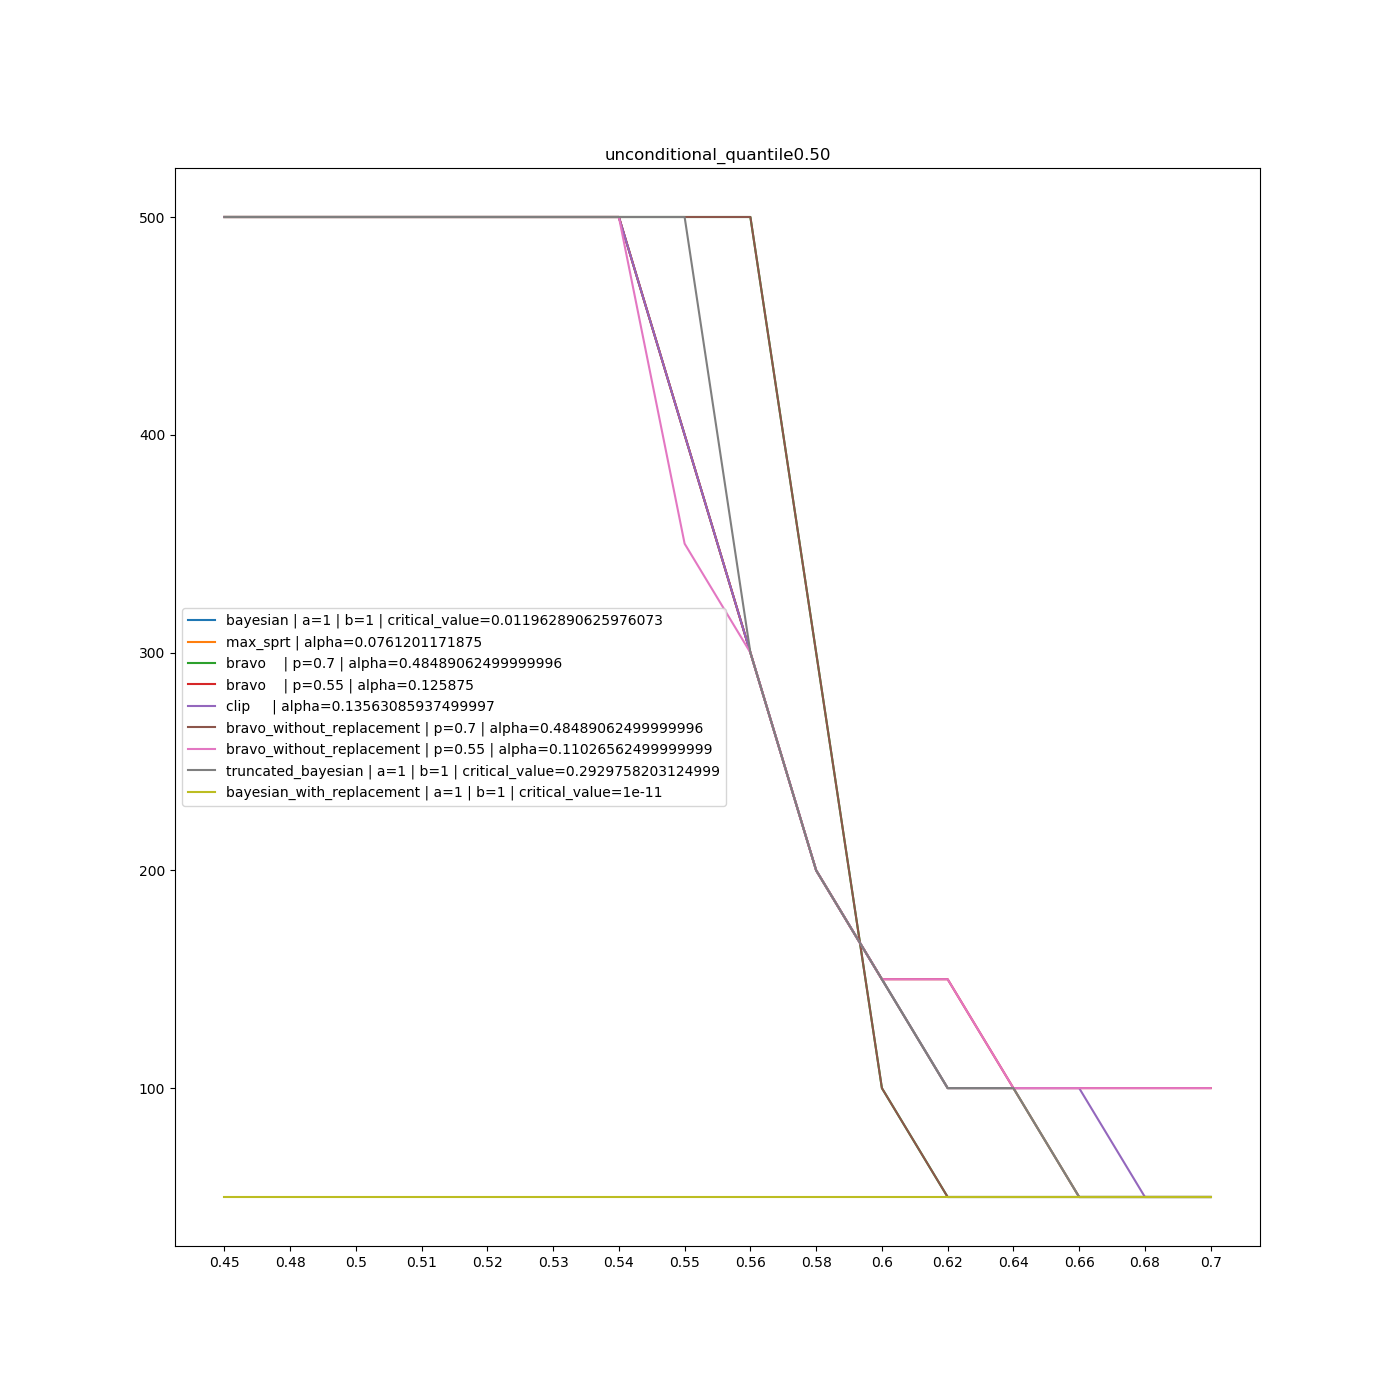 unconditional_quantile0.50
500
400
300
200
100
bayesian | a=1 | b=1 | critical_value=0.011962890625976073
max_sprt | alpha=0.0761201171875
bravo    | p=0.7 | alpha=0.48489062499999996
bravo    | p=0.55 | alpha=0.125875
clip     | alpha=0.13563085937499997
bravo_without_replacement | p=0.7 | alpha=0.48489062499999996
bravo_without_replacement | p=0.55 | alpha=0.11026562499999999
truncated_bayesian | a=1 | b=1 | critical_value=0.2929758203124999
bayesian_with_replacement | a=1 | b=1 | critical_value=1e-11
0.45 0.48 0.5 0.51 0.52 0.53 0.54 0.55 0.56 0.58 0.6 0.62 0.64 0.66 0.68 0.7